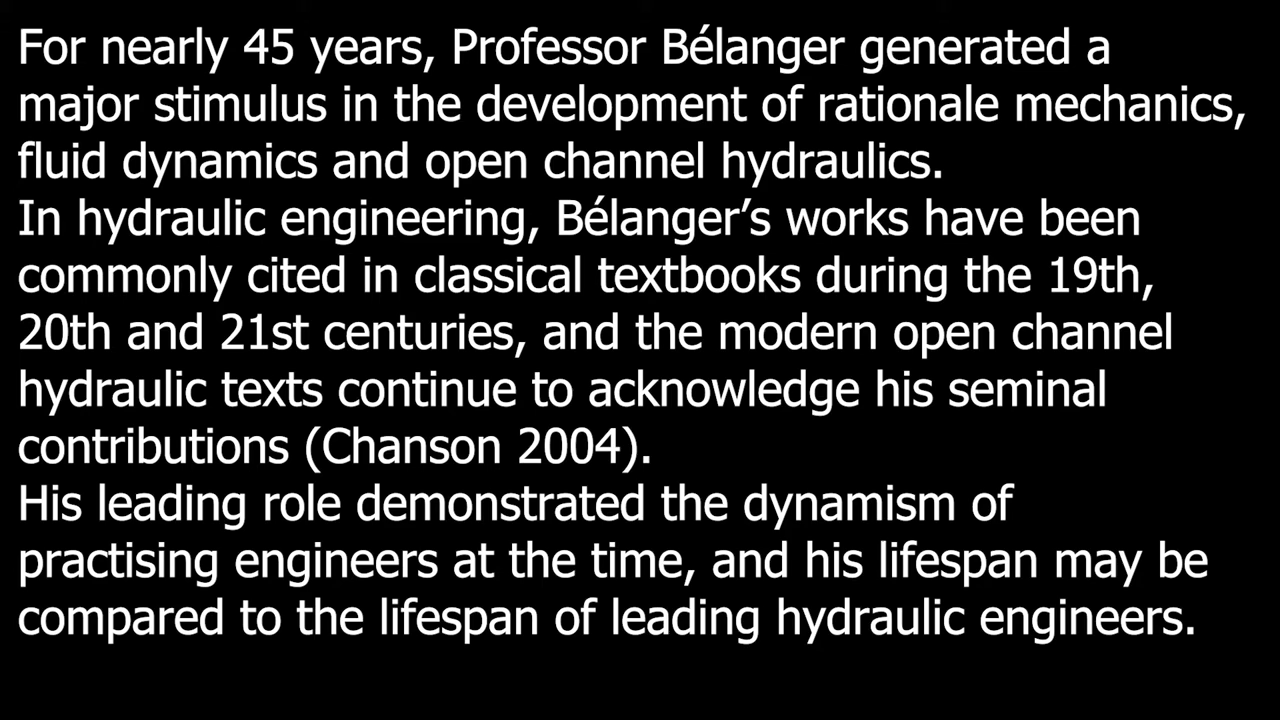 For nearly 45 years, Professor Bélanger generated a
major stimulus in the development of rationale mechanics,
fluid dynamics and open channel hydraulics.
In hydraulic engineering, Bélanger’s works have been
commonly cited in classical textbooks during the 19th,
20th and 21st centuries, and the modern open channel
hydraulic texts continue to acknowledge his seminal
contributions (Chanson 2004).
His leading role demonstrated the dynamism of
practising engineers at the time, and his lifespan may be
compared to the lifespan of leading hydraulic engineers.